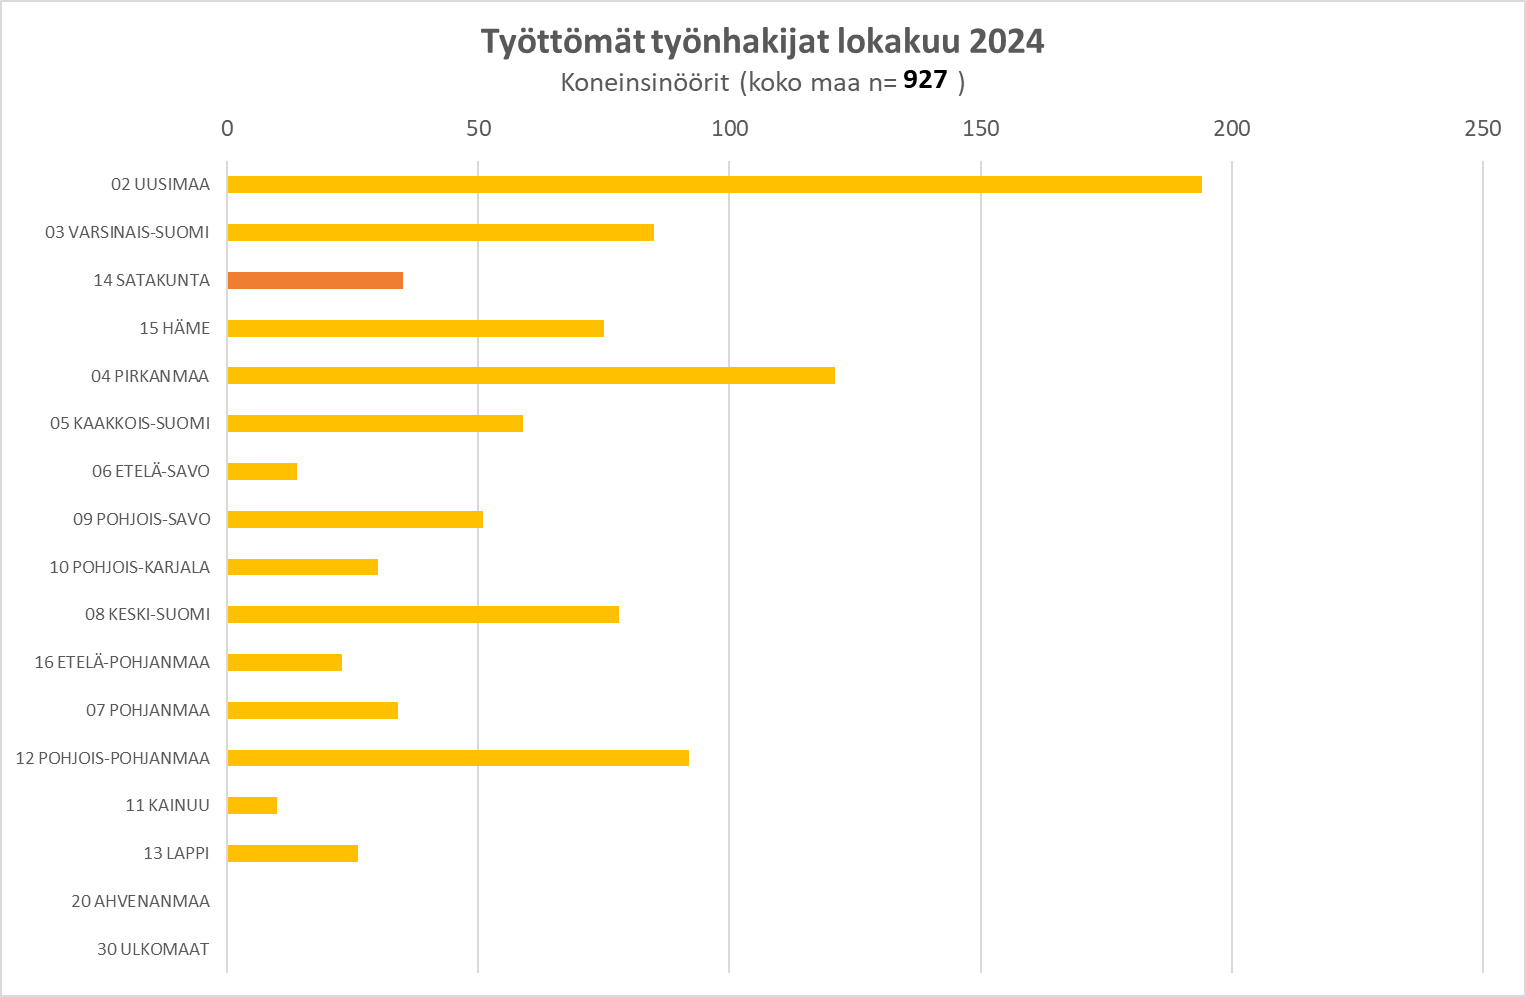 Työttömät työnhakijat lokakuu 2024
Koneinsinöörit (koko maa n= 927 )
0 50 100 150 200 250
02 UUSIMAA
03 VARSINAIS-SUOMI
14 SATAKUNTA
15 HÄME
04 PIRKANMAA
05 KAAKKOIS-SUOMI
06 ETELÄ-SAVO
09 POHJOIS-SAVO
10 POHJOIS-KARJALA
08 KESKI-SUOMI
16 ETELÄ-POHJANMAA
07 POHJANMAA
12 POHJOIS-POHJANMAA
11 KAINUU
13 LAPPI
20 AHVENANMAA
30 ULKOMAAT